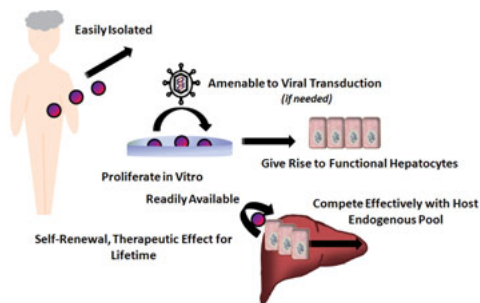 Easily Isolated
Amenable to Viral Transduction
(if needed)
Give Rise to Functional Hepatocytes
Proliferate in Vitro
Readily Available
Compete Effectively with Host
Endogenous Pool
Self-Renewal, Therapeutic Effect for
Lifetime